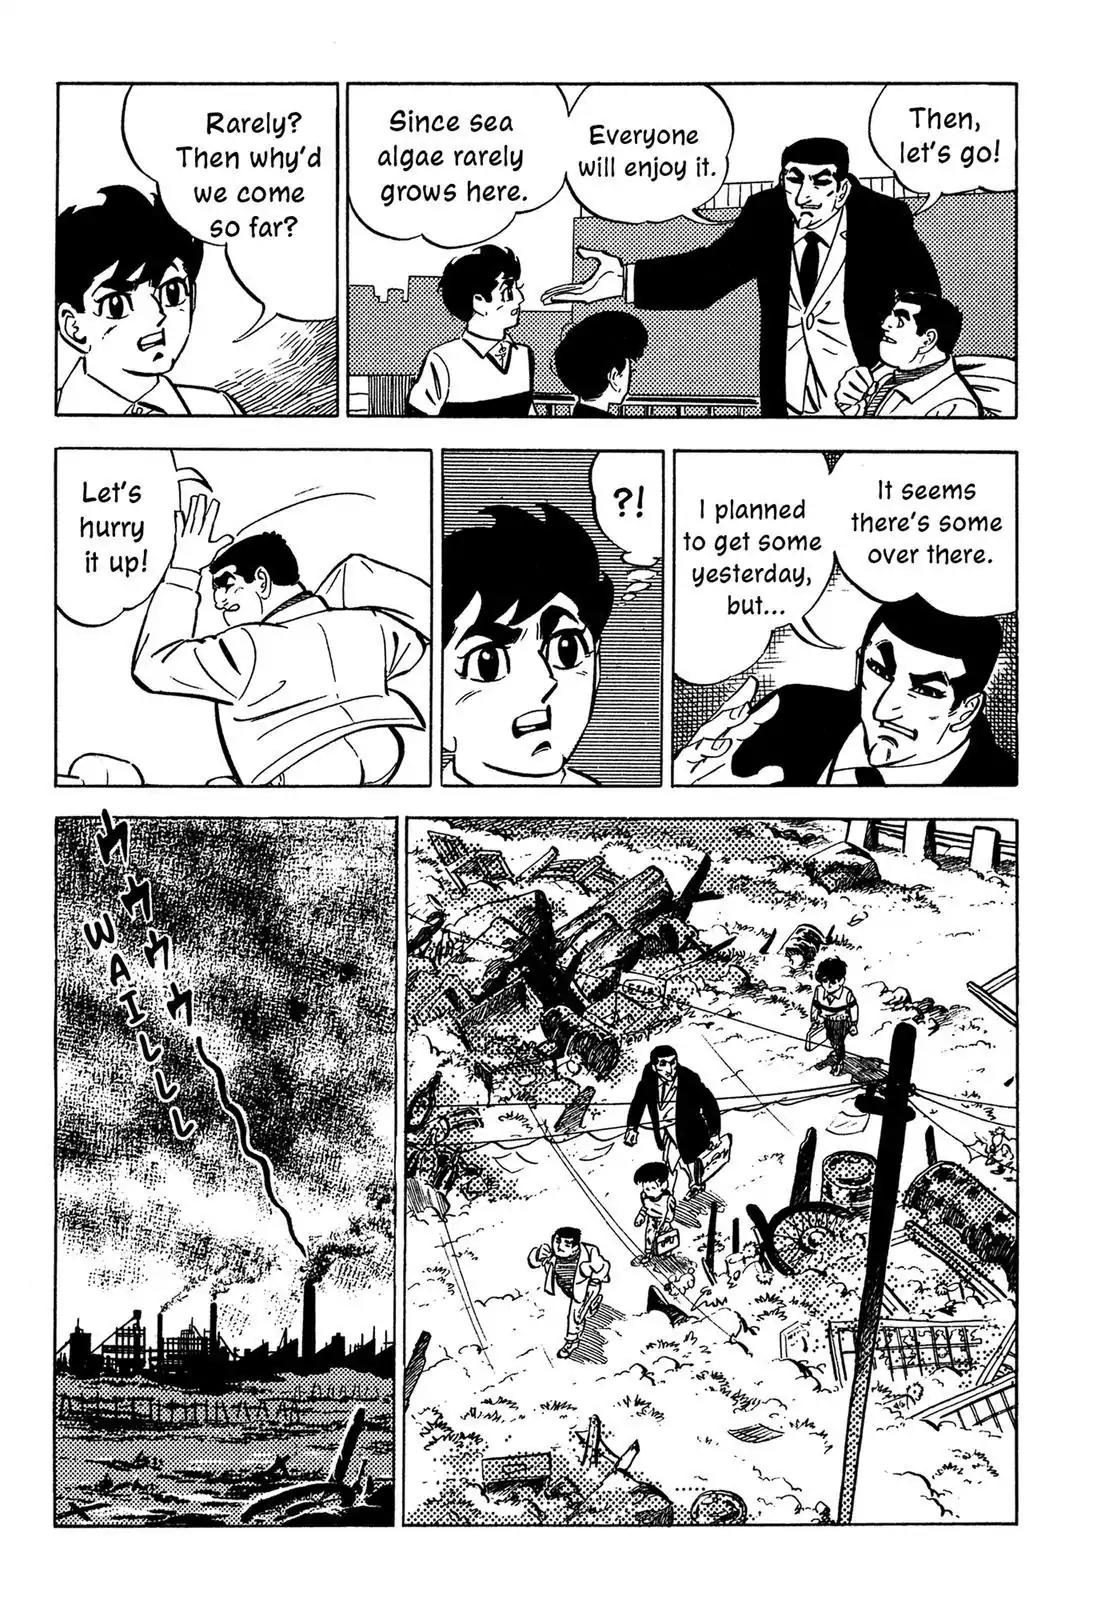 Then,
let's go!
Everyone
will enjoy it.
Since sea
algae rarely
grows here.
Rarely?
Then why'd
we come
so far?
It seems
there's some
over there.
I planned
to get some
yesterday,
but...
?!
Let's
hurry
it up!
ウウウゥ
WAILLLL